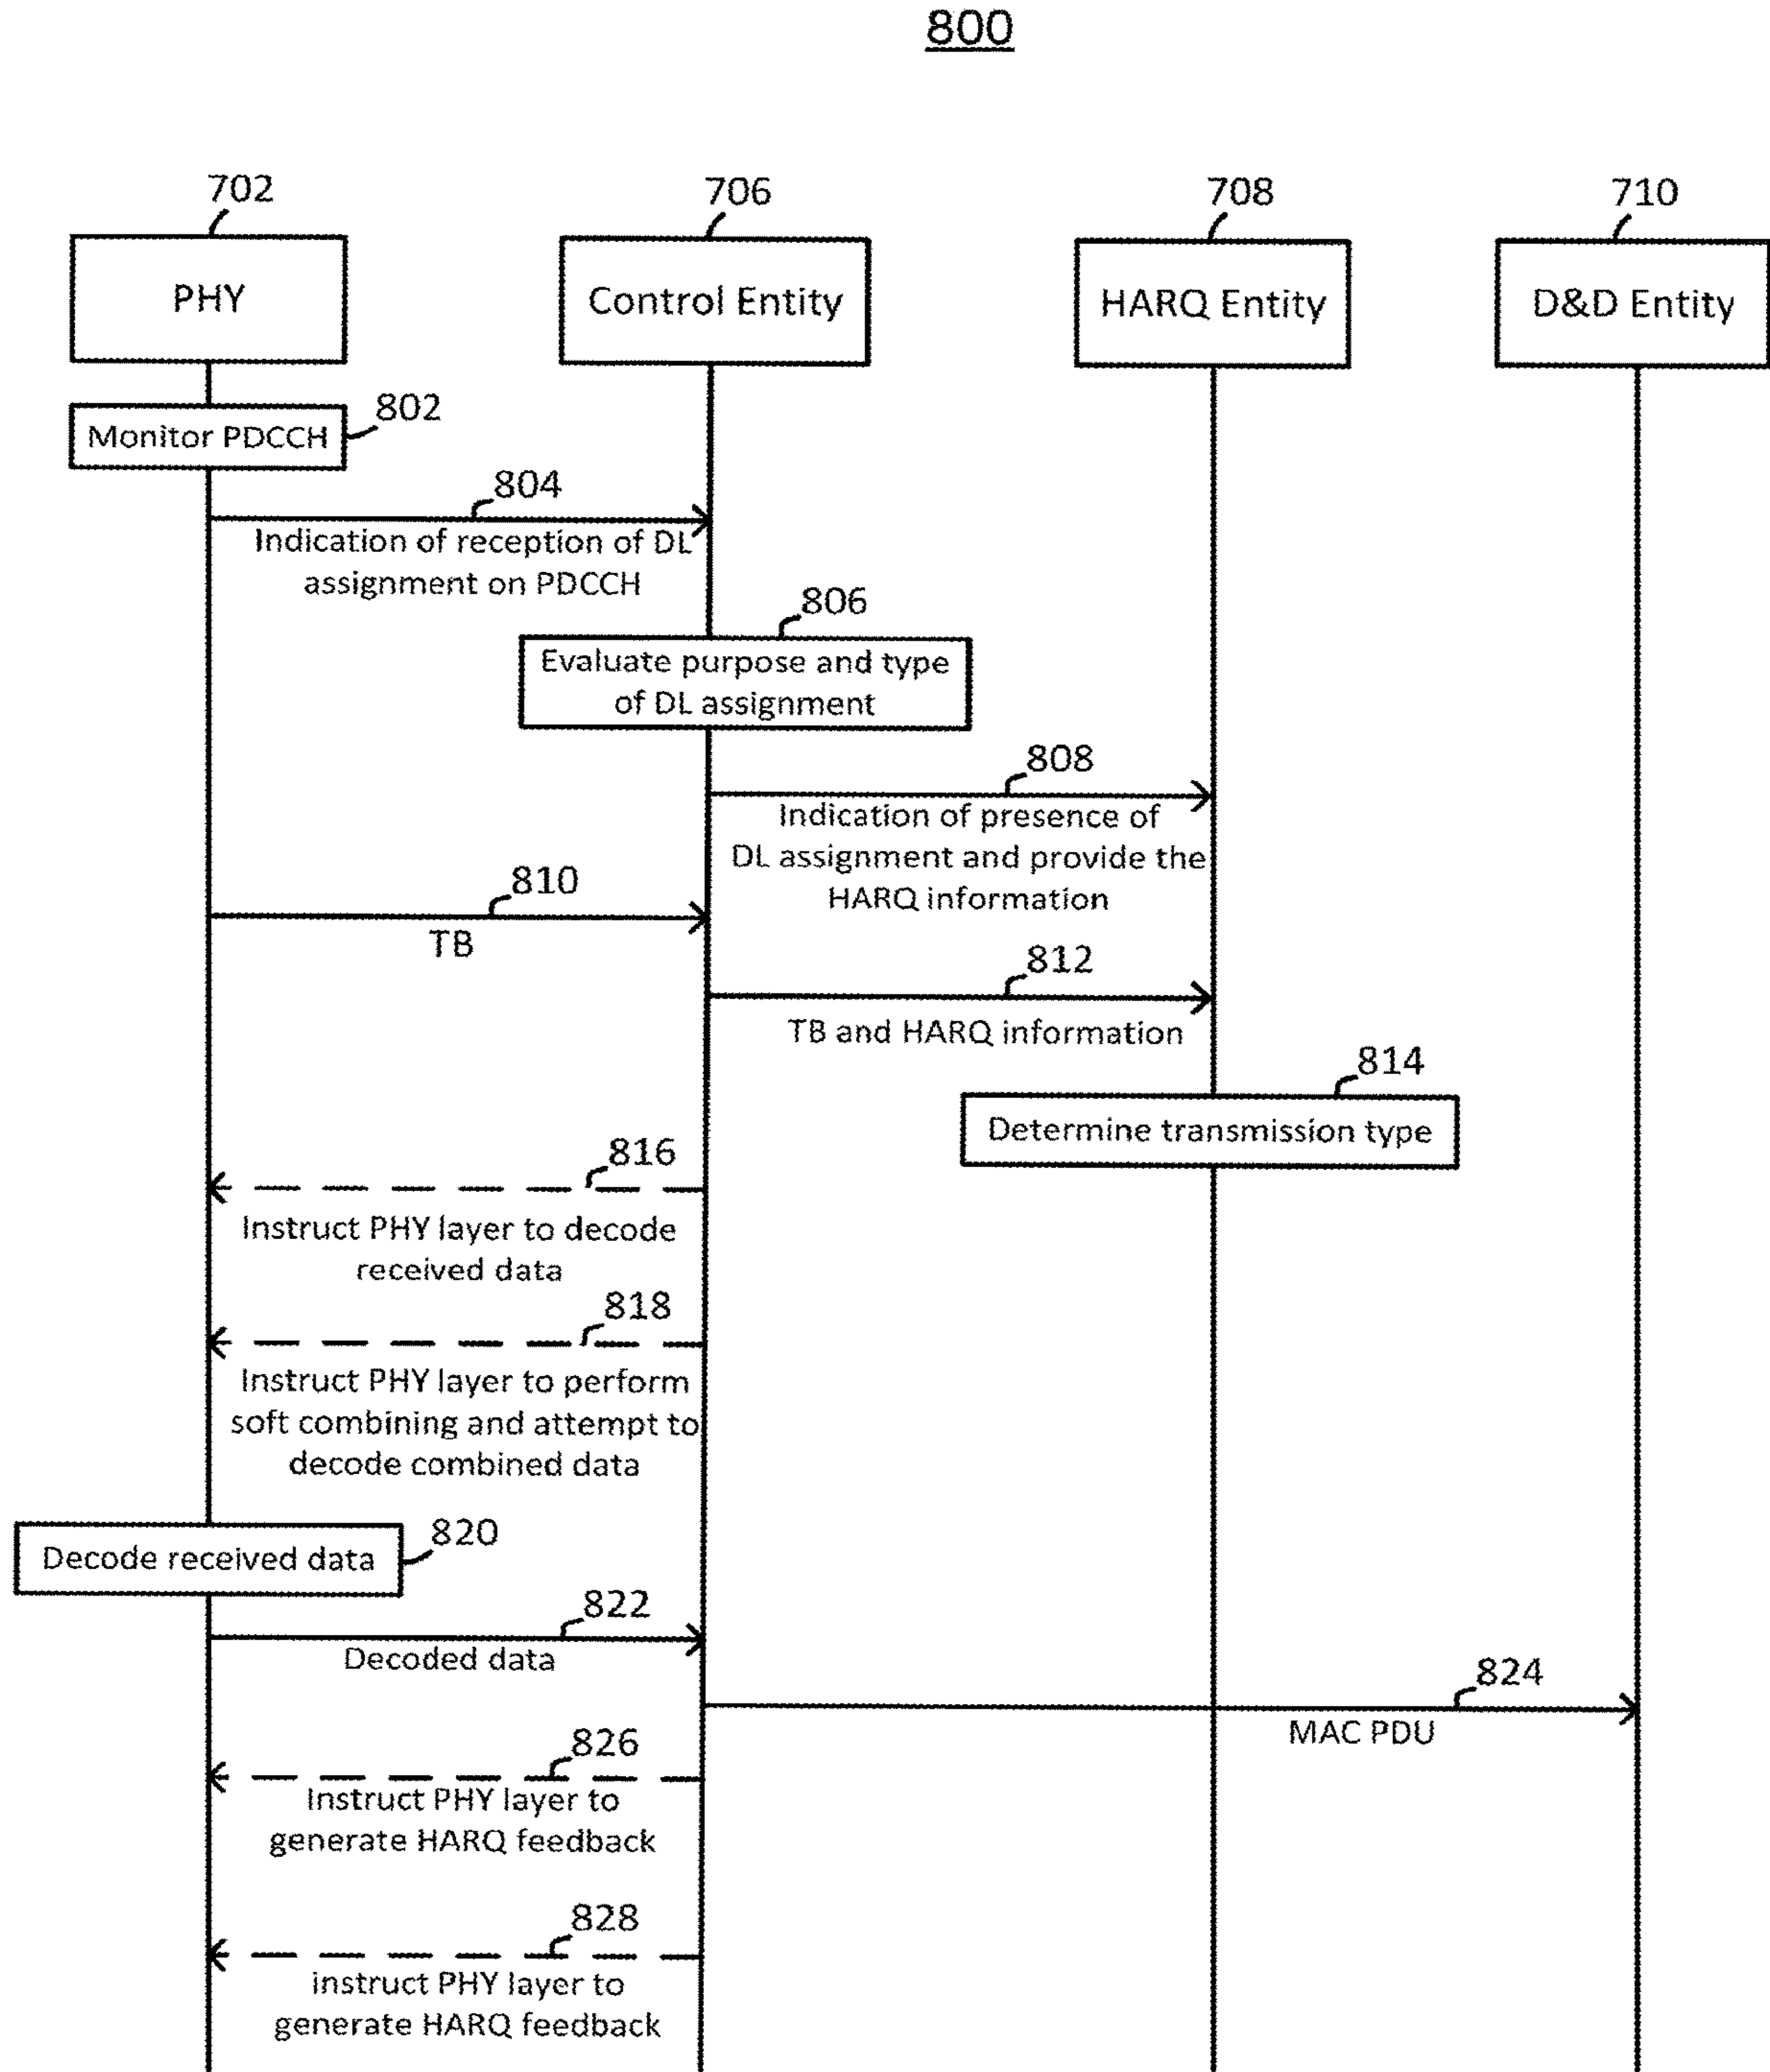 800
702
706
708
710
PHY
Control Entity
HARQ Entity
D&D Entity
Monitor PDCCH
802
804
Indication of reception of DL
assignment on PDCCH
806
Evaluate purpose and type
of DL assignment
808
Indication of presence of
DL assignment and provide the
HARQ information
810
TB
812
TB and HARQ information
814
Determine transmission type
816
Instruct PHY layer to decode
received data
818
Instruct PHY layer to perform
soft combining and attempt to
decode combined data
820
Decode received data
822
Decoded data
824
MAC PDU
826
Instruct PHY layer to
generate HARQ feedback
828
instruct PHY layer to
generate HARQ feedback